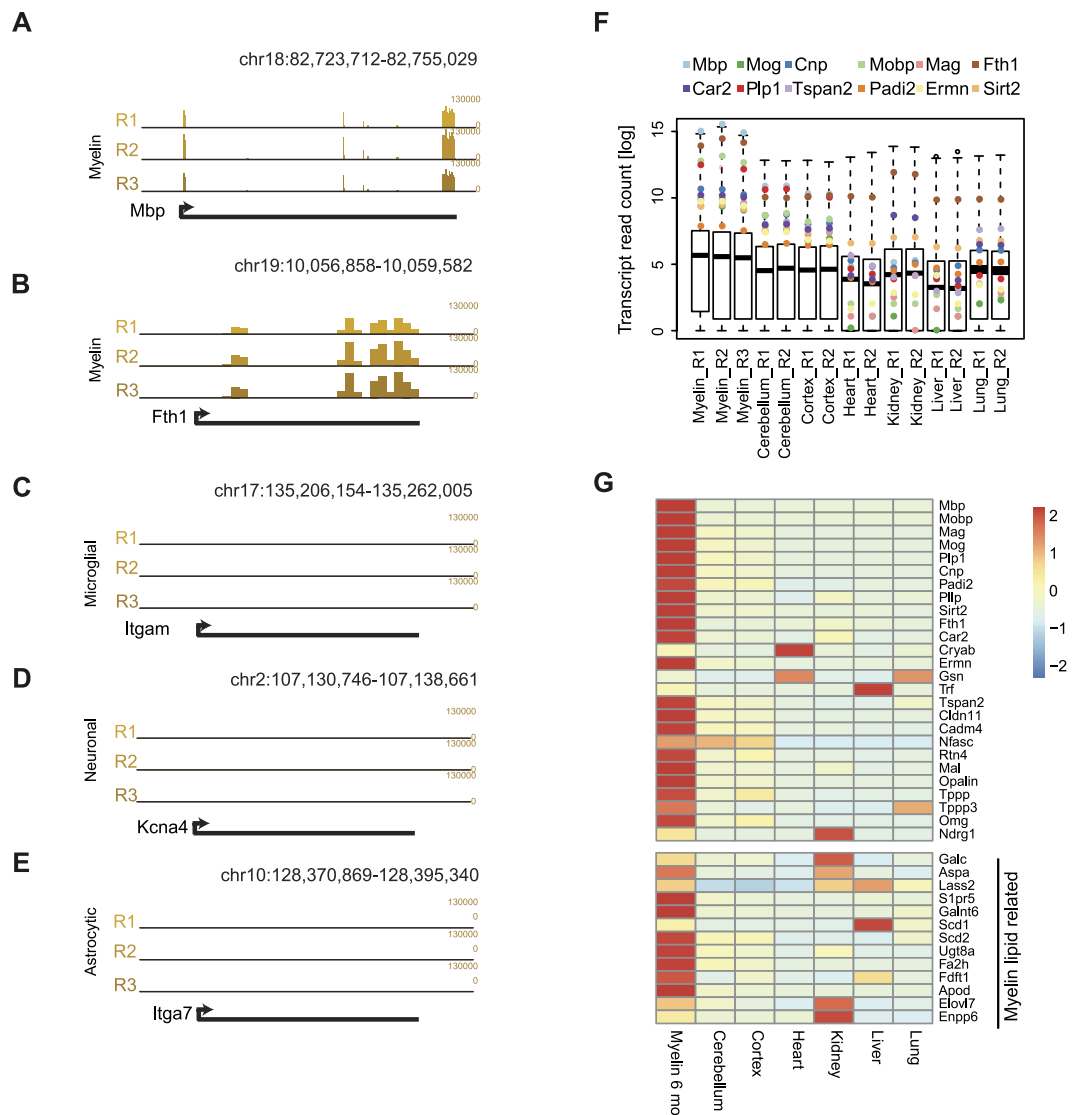 A
chr18:82,723,712-82,755,029
130000
R1
0
130000
R2
0
130000
R3
0
Myelin
Mbp
B
chr19:10,056,858-10,059,582
130000
R1
0
130000
R2
0
130000
R3
0
Myelin
Fth1
C
chr17:135,206,154-135,262,005
130000
R1
0
130000
R2
0
130000
R3
0
Microglial
Itgam
D
chr2:107,130,746-107,138,661
130000
R1
0
130000
R2
0
130000
R3
0
Neuronal
Kcna4
E
chr10:128,370,869-128,395,340
130000
R1
0
130000
R2
0
130000
R3
0
Astrocytic
Itga7
F
Mbp Mog Cnp Mobp Mag Fth1
Car2 Plp1 Tspan2 Padi2 Ermn Sirt2
Transcript read count [log]
15
10
5
0
Myelin_R1
Myelin_R2
Myelin_R3
Cerebellum_R1
Cerebellum_R2
Cortex_R1
Cortex_R2
Heart_R1
Heart_R2
Kidney_R1
Kidney_R2
Liver_R1
Liver_R2
Lung_R1
Lung_R2
G
Mbp
Mobp
Mag
Mog
Plp1
Cnp
Padi2
Pllp
Sirt2
Fth1
Car2
Cryab
Ermn
Gsn
Trf
Tspan2
Cldn11
Cadm4
Nfasc
Rtn4
Mal
Opalin
Tppp
Tppp3
Omg
Ndrg1
Galc
Aspa
Lass2
S1pr5
Galnt6
Scd1
Scd2
Ugt8a
Fa2h
Fdft1
Apod
Elovl7
Enpp6
Myelin lipid related
2
1
0
−1
−2
Myelin 6 mo
Cerebellum
Cortex
Heart
Kidney
Liver
Lung